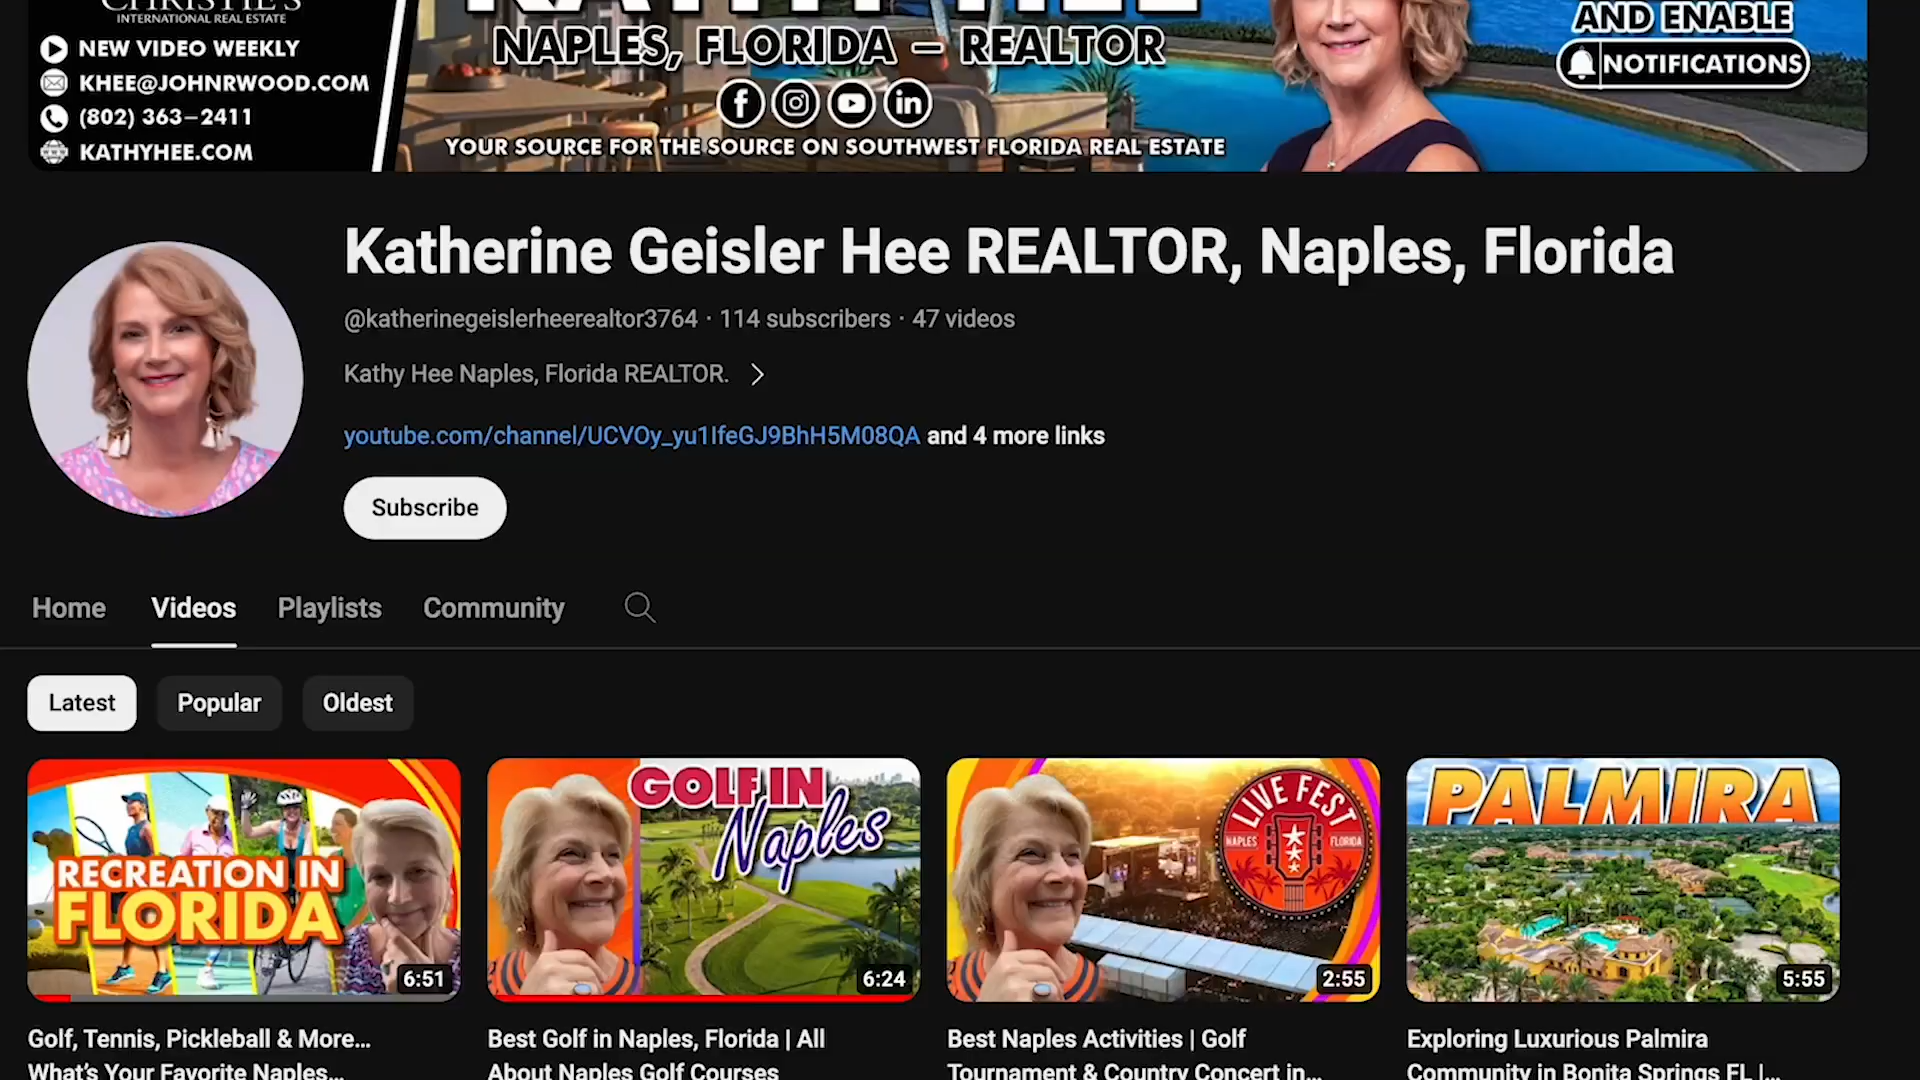 CHRISTIE'S
INTERNATIONAL REAL ESTATE
NEW VIDEO WEEKLY
KHEE@JOHNRWOOD.COM
(802) 363-2411
KATHYHEE.COM
KATHY HEE
NAPLES, FLORIDA – REALTOR
YOUR SOURCE FOR THE SOURCE ON SOUTHWEST FLORIDA REAL ESTATE
AND ENABLE
NOTIFICATIONS
Katherine Geisler Hee REALTOR, Naples, Florida
@katherinegeislerheerealtor3764 · 114 subscribers · 47 videos
Kathy Hee Naples, Florida REALTOR.
youtube.com/channel/UCVOy_yu1IfeGJ9BhH5M08QA and 4 more links
Subscribe
Home Videos Playlists Community
Latest Popular Oldest
RECREATION IN
FLORIDA
6:51
GOLF IN
Naples
6:24
LIVE FEST
NAPLES FLORIDA
2:55
PALMIRA
5:55
Golf, Tennis, Pickleball & More...
What's Your Favorite Naples...
Best Golf in Naples, Florida | All
About Naples Golf Courses
Best Naples Activities | Golf
Tournament & Country Concert in...
Exploring Luxurious Palmira
Community in Bonita Springs FL |...